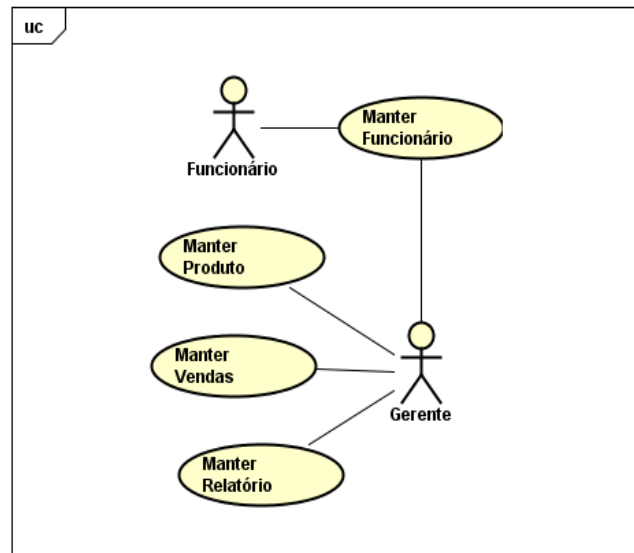 uc
Manter
Funcionário
Funcionário
Manter
Produto
Manter
Vendas
Gerente
Manter
Relatório